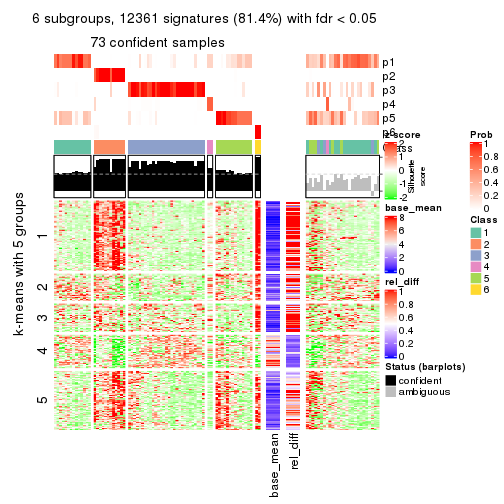 6 subgroups, 12361 signatures (81.4%) with fdr < 0.05
73 confident samples
p1
p2
p3
p4
p5
p6
Class
1
0.5
0
Silhouette score
k-means with 5 groups
1
2
3
4
5
base_mean
rel_diff
z-score
2
1
0
-1
-2
base_mean
8
6
4
2
0
rel_diff
1
0.8
0.6
0.4
0.2
0
Status (barplots)
confident
ambiguous
Prob
1
0.8
0.6
0.4
0.2
0
Class
1
2
3
4
5
6